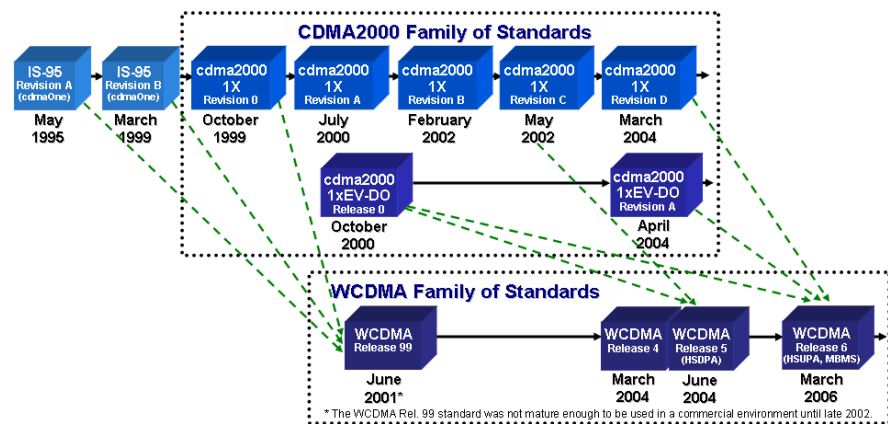 CDMA2000 Family of Standards
IS-95
Revision A
(cdmaOne)
May
1995
IS-95
Revision B
(cdmaOne)
March
1999
cdma2000
1X
Revision 0
October
1999
cdma2000
1X
Revision A
July
2000
cdma2000
1X
Revision B
February
2002
cdma2000
1X
Revision C
May
2002
cdma2000
1X
Revision D
March
2004
cdma2000
1xEV-DO
Release 0
October
2000
cdma2000
1xEV-DO
Revision A
April
2004
WCDMA Family of Standards
WCDMA
Release 99
June
2001*
WCDMA
Release 4
March
2004
WCDMA
Release 5
(HSDPA)
June
2004
WCDMA
Release 6
(HSUPA, MBMS)
March
2006
* The WCDMA Rel. 99 standard was not mature enough to be used in a commercial environment until late 2002.